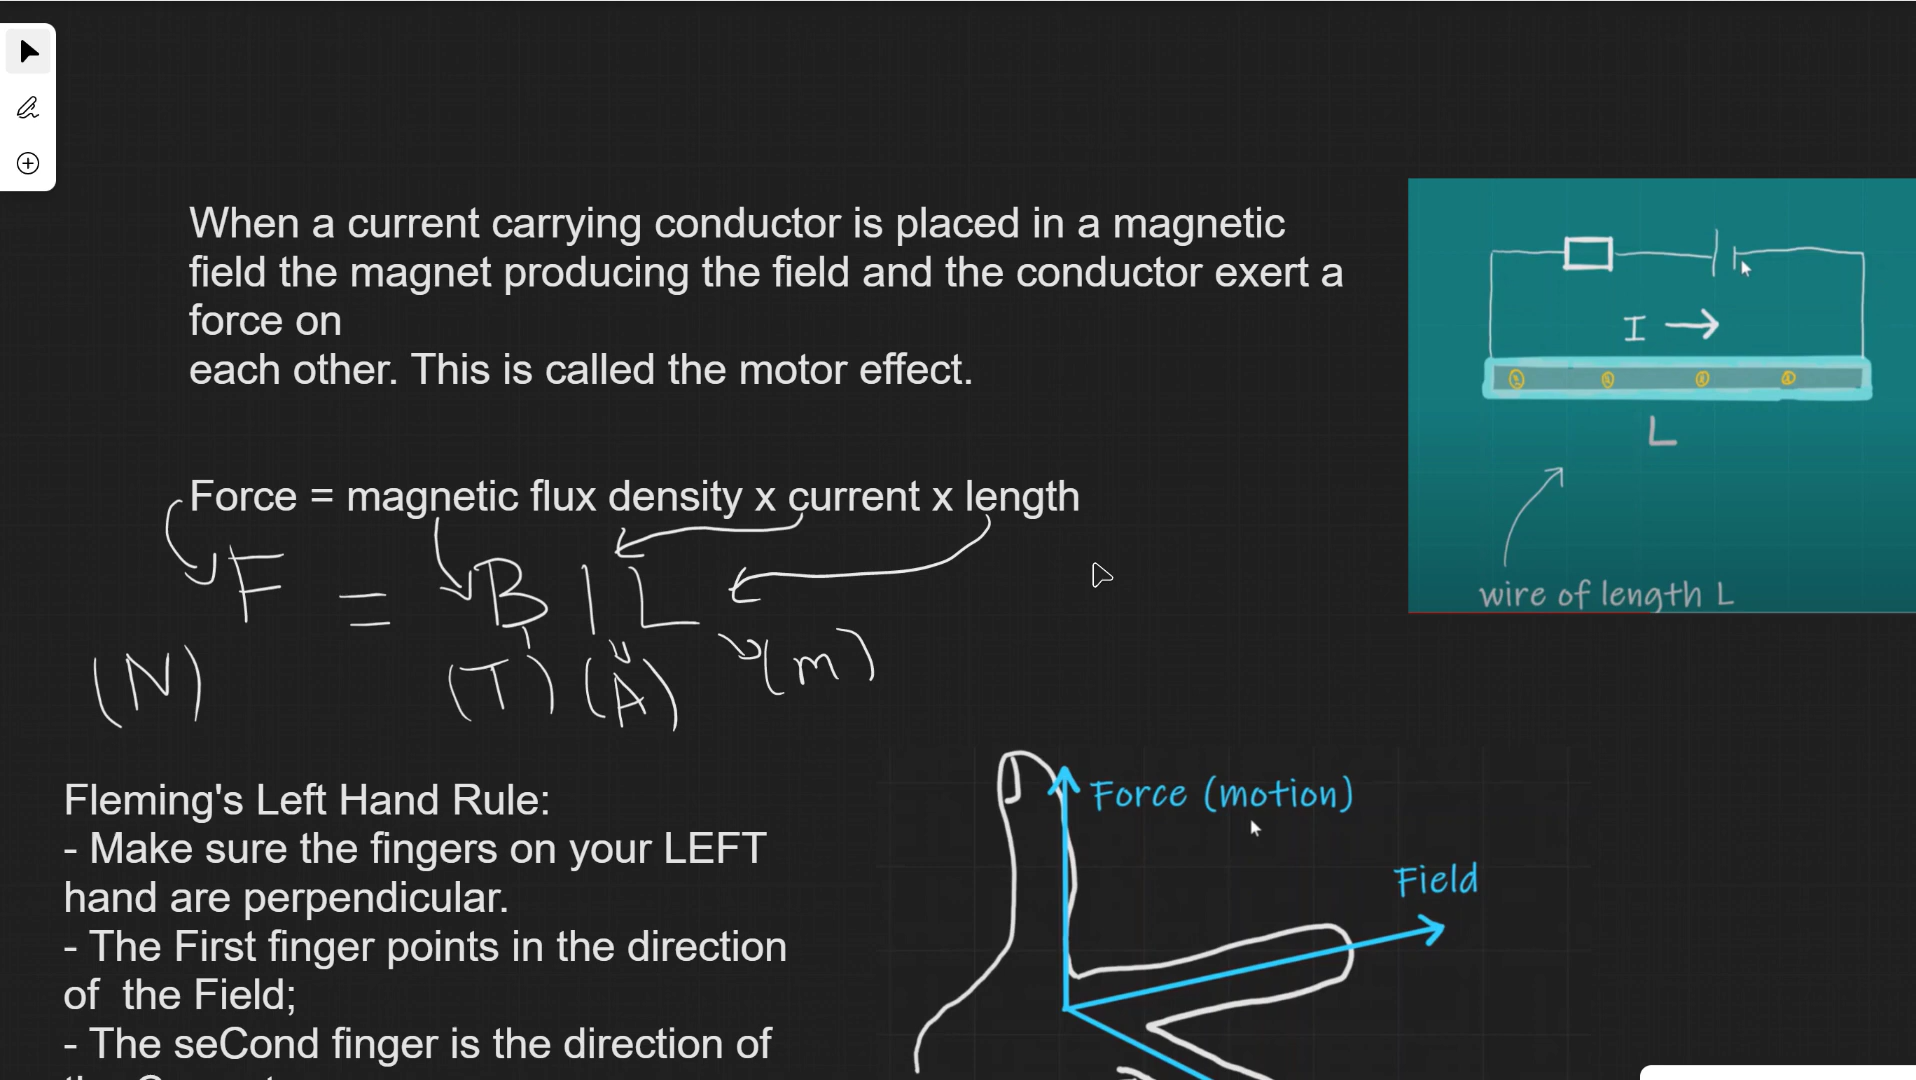 When a current carrying conductor is placed in a magnetic
field the magnet producing the field and the conductor exert a
force on
each other. This is called the motor effect.
I
L
wire of length L
Force = magnetic flux density x current x length
F = B I L
(N) (T) (A) (m)
Fleming's Left Hand Rule:
- Make sure the fingers on your LEFT
hand are perpendicular.
- The First finger points in the direction
of  the Field;
- The seCond finger is the direction of
Force (motion)
Field